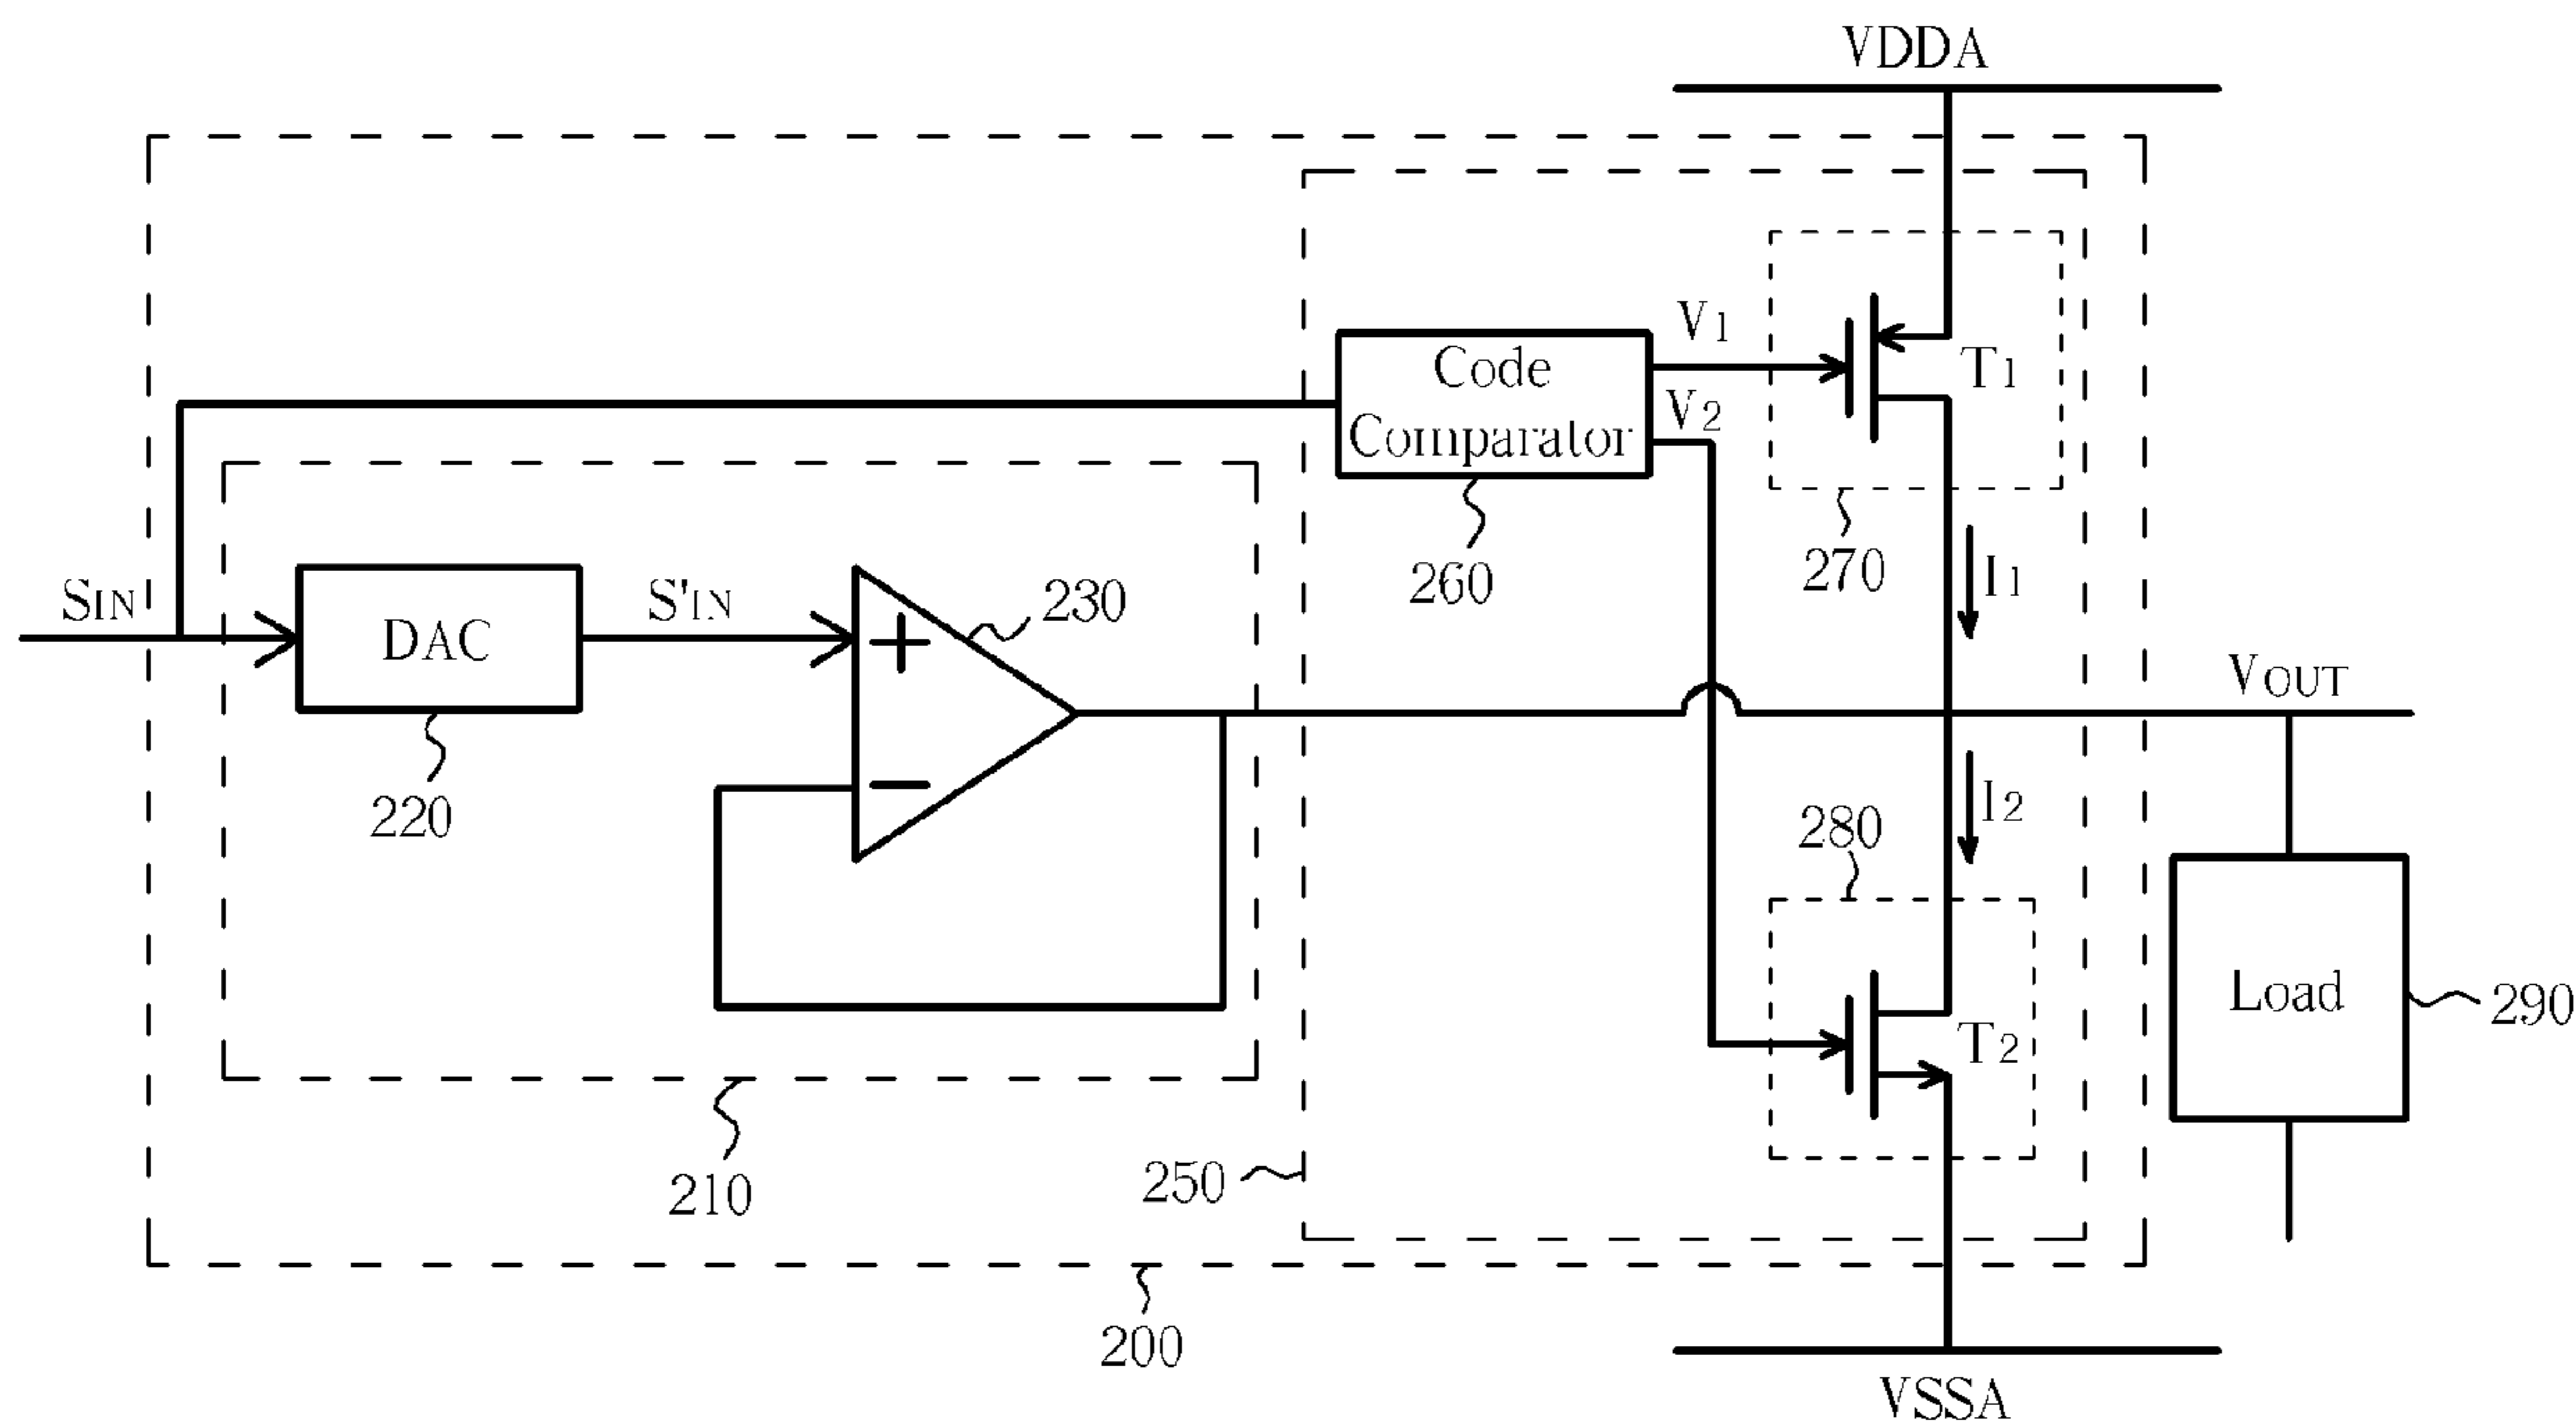 VDDA
V1
Code
Comparator
V2
T1
270
260
I1
SIN
DAC
S'IN
+
230
VOUT
−
220
I2
280
T2
Load
290
210
250
200
VSSA